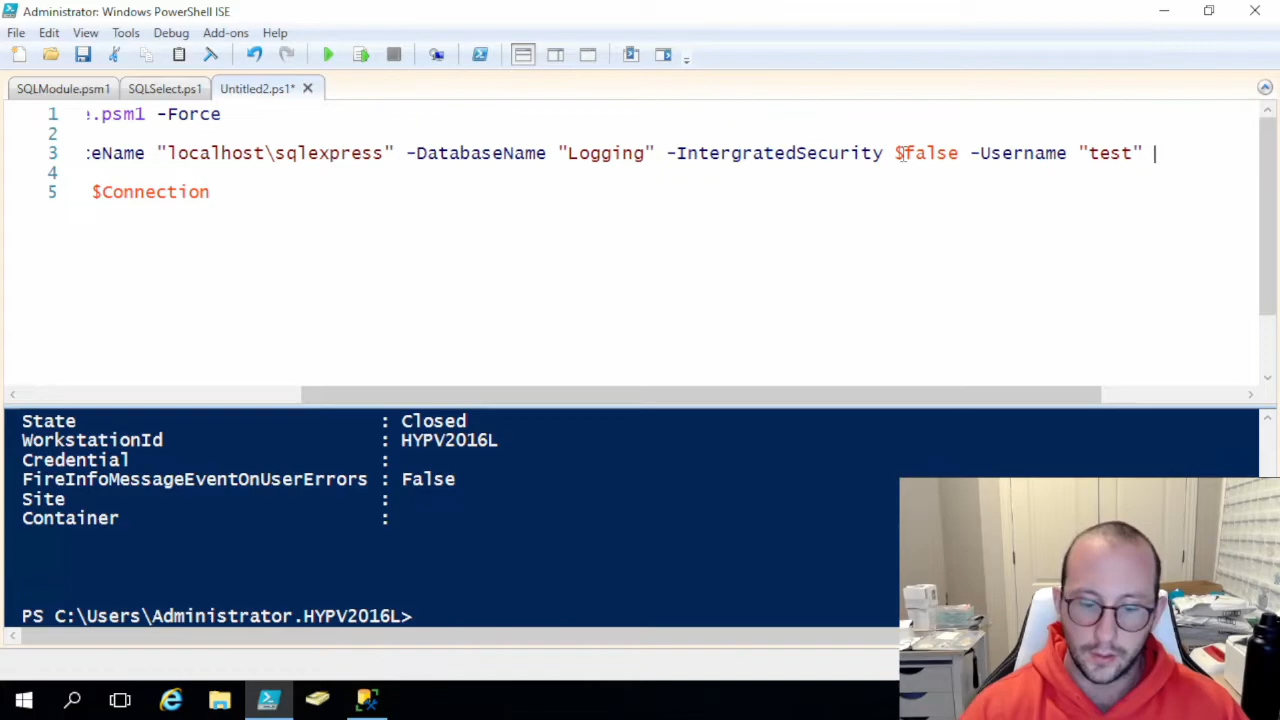 Administrator: Windows PowerShell ISE
File Edit View Tools Debug Add-ons Help
SQLModule.psm1 SQLSelect.ps1 Untitled2.ps1*
1 e.psm1 -Force
2
3 ceName "localhost\sqlexpress" -DatabaseName "Logging" -IntergratedSecurity $false -Username "test"
4
5 $Connection
State : Closed
WorkstationId : HYPV2016L
Credential :
FireInfoMessageEventOnUserErrors : False
Site :
Container :
PS C:\Users\Administrator.HYPV2016L>